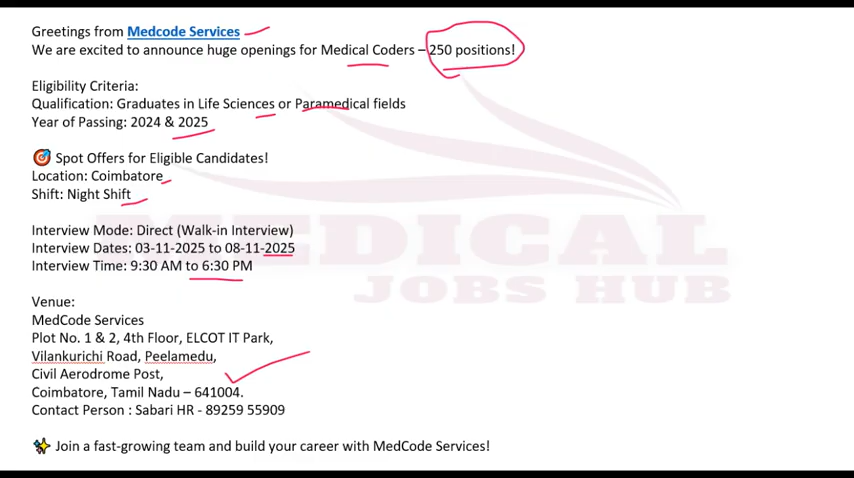 Greetings from Medcode Services
We are excited to announce huge openings for Medical Coders – 250 positions!
Eligibility Criteria:
Qualification: Graduates in Life Sciences or Paramedical fields
Year of Passing: 2024 & 2025
🎯 Spot Offers for Eligible Candidates!
Location: Coimbatore
Shift: Night Shift
Interview Mode: Direct (Walk-in Interview)
Interview Dates: 03-11-2025 to 08-11-2025
Interview Time: 9:30 AM to 6:30 PM
MEDICAL
JOBS HUB
Venue:
MedCode Services
Plot No. 1 & 2, 4th Floor, ELCOT IT Park,
Vilankurichi Road, Peelamedu,
Civil Aerodrome Post,
Coimbatore, Tamil Nadu – 641004.
Contact Person : Sabari HR - 89259 55909
✨ Join a fast-growing team and build your career with MedCode Services!